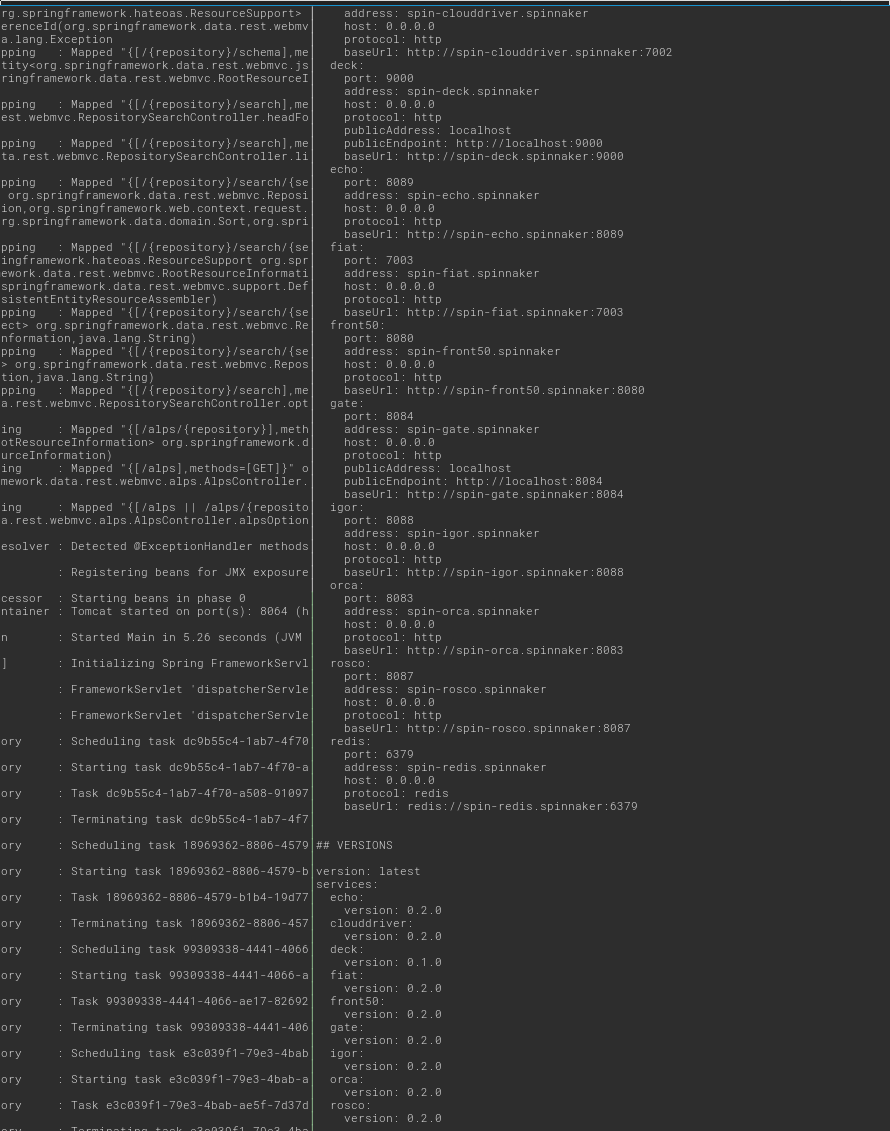 rg.springframework.hateoas.ResourceSupport>
erenceId(org.springframework.data.rest.webmv
a.lang.Exception
pping   : Mapped "{[/{repository}/schema],me
tity<org.springframework.data.rest.webmvc.js
ringframework.data.rest.webmvc.RootResourceI
pping   : Mapped "{[/{repository}/search],me
est.webmvc.RepositorySearchController.headFo
pping   : Mapped "{[/{repository}/search],me
ta.rest.webmvc.RepositorySearchController.li
pping   : Mapped "{[/{repository}/search/{se
org.springframework.data.rest.webmvc.Reposi
ion,org.springframework.web.context.request.
rg.springframework.data.domain.Sort,org.spri
pping   : Mapped "{[/{repository}/search/{se
ingframework.hateoas.ResourceSupport org.spr
ework.data.rest.webmvc.RootResourceInformati
springframework.data.rest.webmvc.support.Def
sistentEntityResourceAssembler)
pping   : Mapped "{[/{repository}/search/{se
ect> org.springframework.data.rest.webmvc.Re
nformation,java.lang.String)
pping   : Mapped "{[/{repository}/search/{se
> org.springframework.data.rest.webmvc.Repos
tion,java.lang.String)
pping   : Mapped "{[/{repository}/search],me
a.rest.webmvc.RepositorySearchController.opt
ing     : Mapped "{[/alps/{repository}],meth
otResourceInformation> org.springframework.d
urceInformation)
ing     : Mapped "{[/alps],methods=[GET]}" o
mework.data.rest.webmvc.alps.AlpsController.
ing     : Mapped "{[/alps || /alps/{reposito
a.rest.webmvc.alps.AlpsController.alpsOption
esolver : Detected @ExceptionHandler methods
: Registering beans for JMX exposure
cessor  : Starting beans in phase 0
ntainer : Tomcat started on port(s): 8064 (h
n       : Started Main in 5.26 seconds (JVM
]       : Initializing Spring FrameworkServl
: FrameworkServlet 'dispatcherServle
: FrameworkServlet 'dispatcherServle
ory     : Scheduling task dc9b55c4-1ab7-4f70
ory     : Starting task dc9b55c4-1ab7-4f70-a
ory     : Task dc9b55c4-1ab7-4f70-a508-91097
ory     : Terminating task dc9b55c4-1ab7-4f7
ory     : Scheduling task 18969362-8806-4579
ory     : Starting task 18969362-8806-4579-b
ory     : Task 18969362-8806-4579-b1b4-19d77
ory     : Terminating task 18969362-8806-457
ory     : Scheduling task 99309338-4441-4066
ory     : Starting task 99309338-4441-4066-a
ory     : Task 99309338-4441-4066-ae17-82692
ory     : Terminating task 99309338-4441-406
ory     : Scheduling task e3c039f1-79e3-4bab
ory     : Starting task e3c039f1-79e3-4bab-a
ory     : Task e3c039f1-79e3-4bab-ae5f-7d37d
ory     : Terminating task e3c039f1-79e3-4ba
address: spin-clouddriver.spinnaker
host: 0.0.0.0
protocol: http
baseUrl: http://spin-clouddriver.spinnaker:7002
deck:
port: 9000
address: spin-deck.spinnaker
host: 0.0.0.0
protocol: http
publicAddress: localhost
publicEndpoint: http://localhost:9000
baseUrl: http://spin-deck.spinnaker:9000
echo:
port: 8089
address: spin-echo.spinnaker
host: 0.0.0.0
protocol: http
baseUrl: http://spin-echo.spinnaker:8089
fiat:
port: 7003
address: spin-fiat.spinnaker
host: 0.0.0.0
protocol: http
baseUrl: http://spin-fiat.spinnaker:7003
front50:
port: 8080
address: spin-front50.spinnaker
host: 0.0.0.0
protocol: http
baseUrl: http://spin-front50.spinnaker:8080
gate:
port: 8084
address: spin-gate.spinnaker
host: 0.0.0.0
protocol: http
publicAddress: localhost
publicEndpoint: http://localhost:8084
baseUrl: http://spin-gate.spinnaker:8084
igor:
port: 8088
address: spin-igor.spinnaker
host: 0.0.0.0
protocol: http
baseUrl: http://spin-igor.spinnaker:8088
orca:
port: 8083
address: spin-orca.spinnaker
host: 0.0.0.0
protocol: http
baseUrl: http://spin-orca.spinnaker:8083
rosco:
port: 8087
address: spin-rosco.spinnaker
host: 0.0.0.0
protocol: http
baseUrl: http://spin-rosco.spinnaker:8087
redis:
port: 6379
address: spin-redis.spinnaker
host: 0.0.0.0
protocol: redis
baseUrl: redis://spin-redis.spinnaker:6379
## VERSIONS
version: latest
services:
echo:
version: 0.2.0
clouddriver:
version: 0.2.0
deck:
version: 0.1.0
fiat:
version: 0.2.0
front50:
version: 0.2.0
gate:
version: 0.2.0
igor:
version: 0.2.0
orca:
version: 0.2.0
rosco:
version: 0.2.0